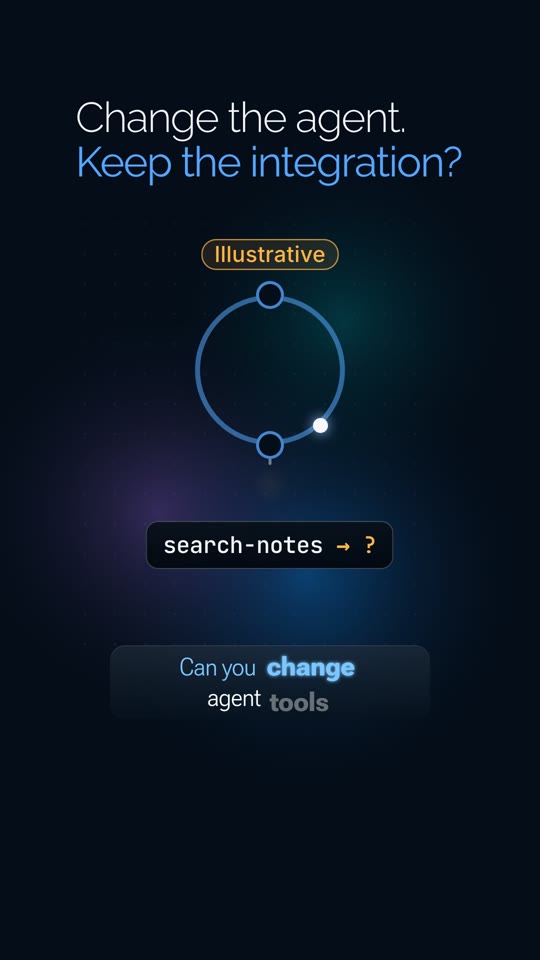 Change the agent.
Keep the integration?
Illustrative
search-notes → ?
Can you change
agent tools